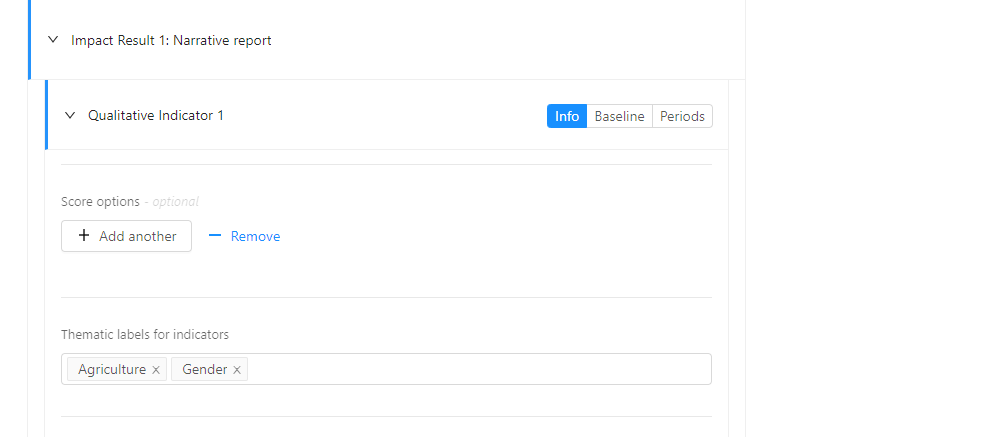 Impact Result 1: Narrative report
Qualitative Indicator 1 Info Baseline Periods
Score options - optional
+ Add another − Remove
Thematic labels for indicators
Agriculture x Gender x